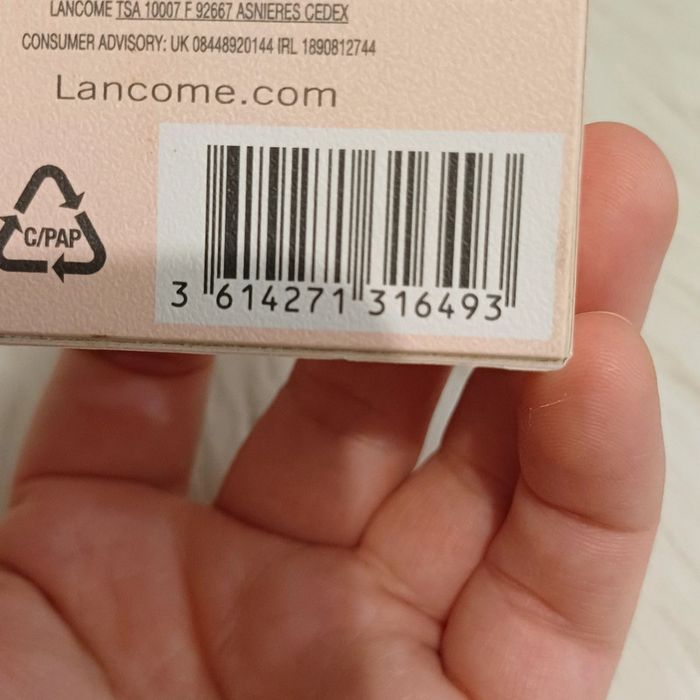 LANCOME TSA 10007 F 92667 ASNIERES CEDEX
CONSUMER ADVISORY: UK 08448920144 IRL 1890812744
Lancome.com
C/PAP
3 614271 316493